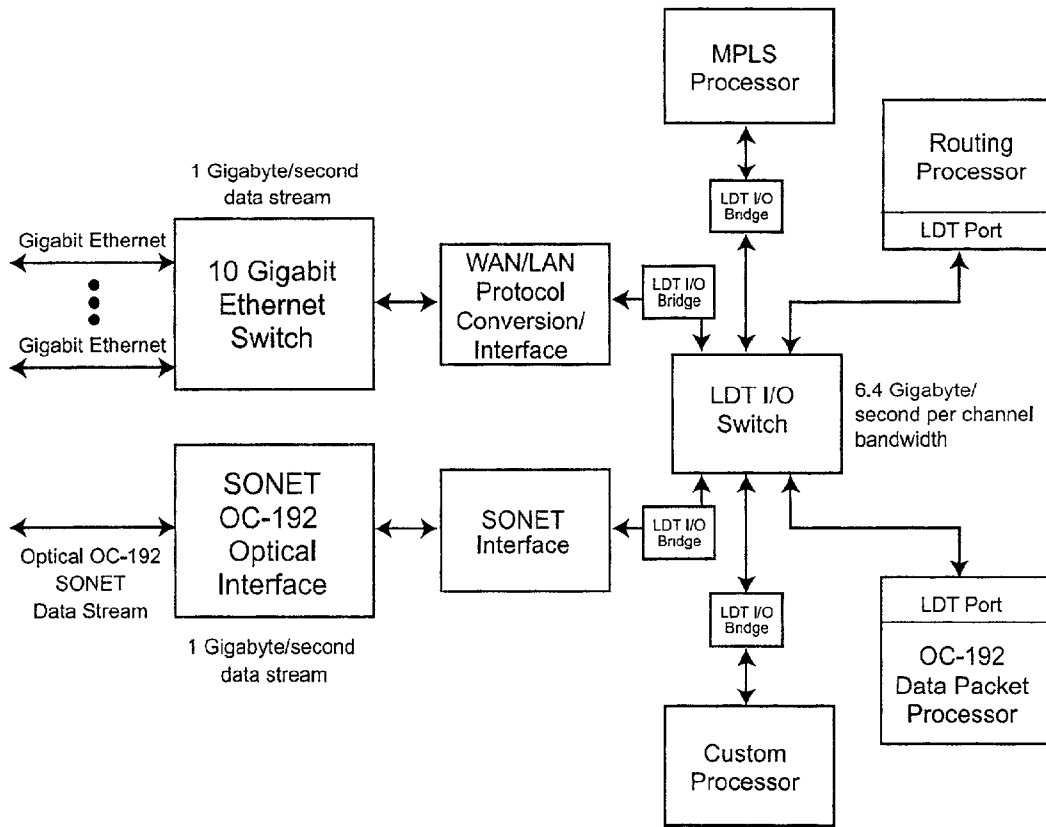 MPLS
Processor
Routing
Processor
LDT Port
LDT I/O
Bridge
1 Gigabyte/second
data stream
Gigabit Ethernet
Gigabit Ethernet
10 Gigabit
Ethernet
Switch
WAN/LAN
Protocol
Conversion/
Interface
LDT I/O
Bridge
LDT I/O
Switch
6.4 Gigabyte/
second per channel
bandwidth
SONET
OC-192
Optical
Interface
SONET
Interface
LDT I/O
Bridge
Optical OC-192
SONET
Data Stream
1 Gigabyte/second
data stream
LDT I/O
Bridge
LDT Port
OC-192
Data Packet
Processor
Custom
Processor